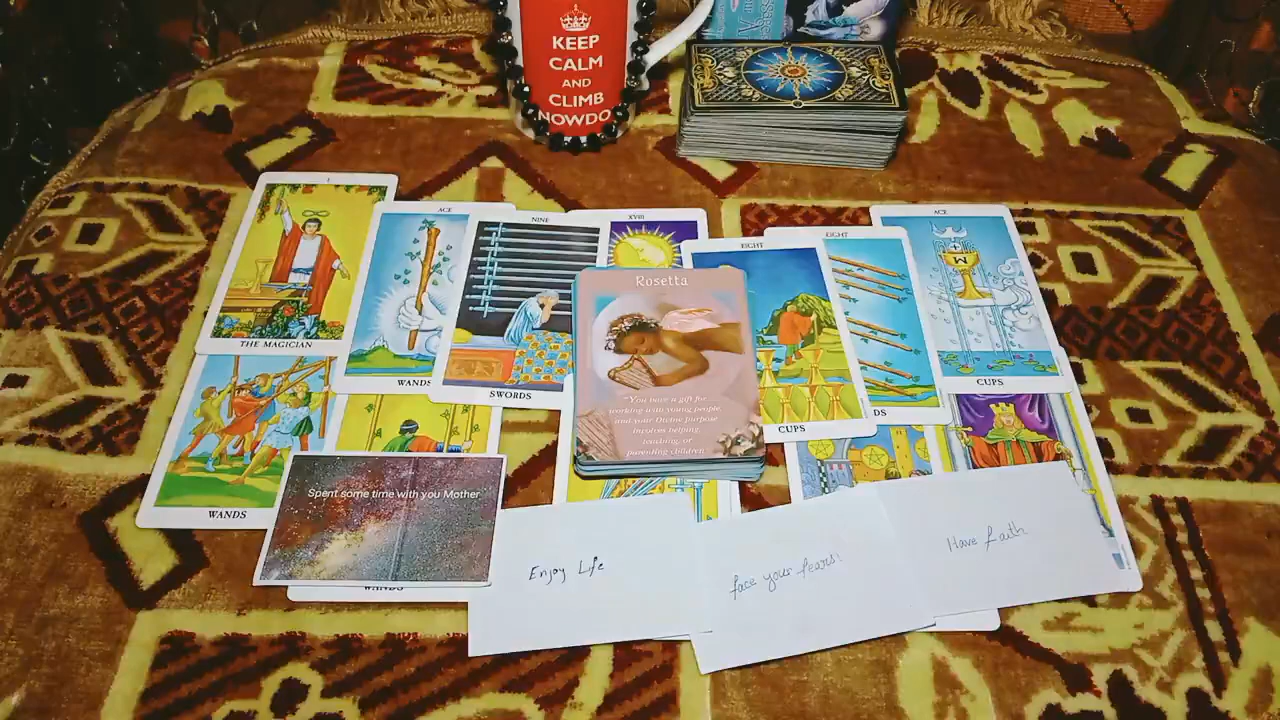 KEEP
CALM
AND
CLIMB
NOWDO
I
THE MAGICIAN
ACE
WANDS
NINE
SWORDS
XVIII
EIGHT
CUPS
EIGHT
DS
ACE
M
CUPS
Rosetta
"You have a gift for
working with young people,
and your Divine purpose
involves helping,
teaching, or
parenting children
WANDS
Spent some time with you Mother
WANDS
Enjoy Life
face your fears!
Have faith